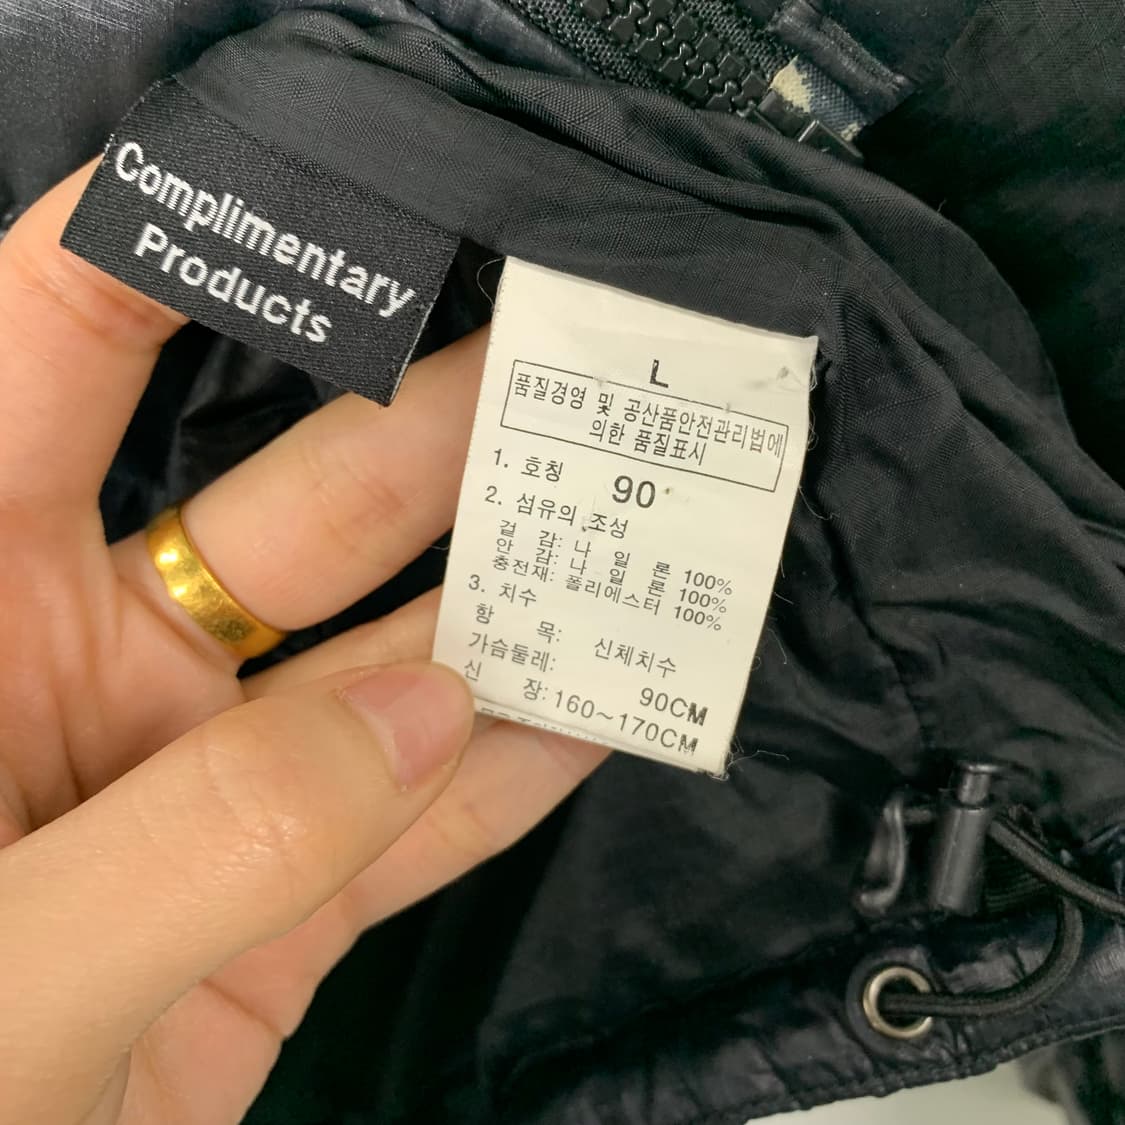 Complimentary
Products
L
품질경영 및 공산품안전관리법에
의한 품질표시
1. 호칭 90
2. 섬유의 조성
겉 감: 나 일 론 100%
안 감: 나 일 론 100%
충전재: 폴리에스터 100%
3. 치수
항 목: 신체치수
가슴둘레: 90CM
신 장: 160~170CM